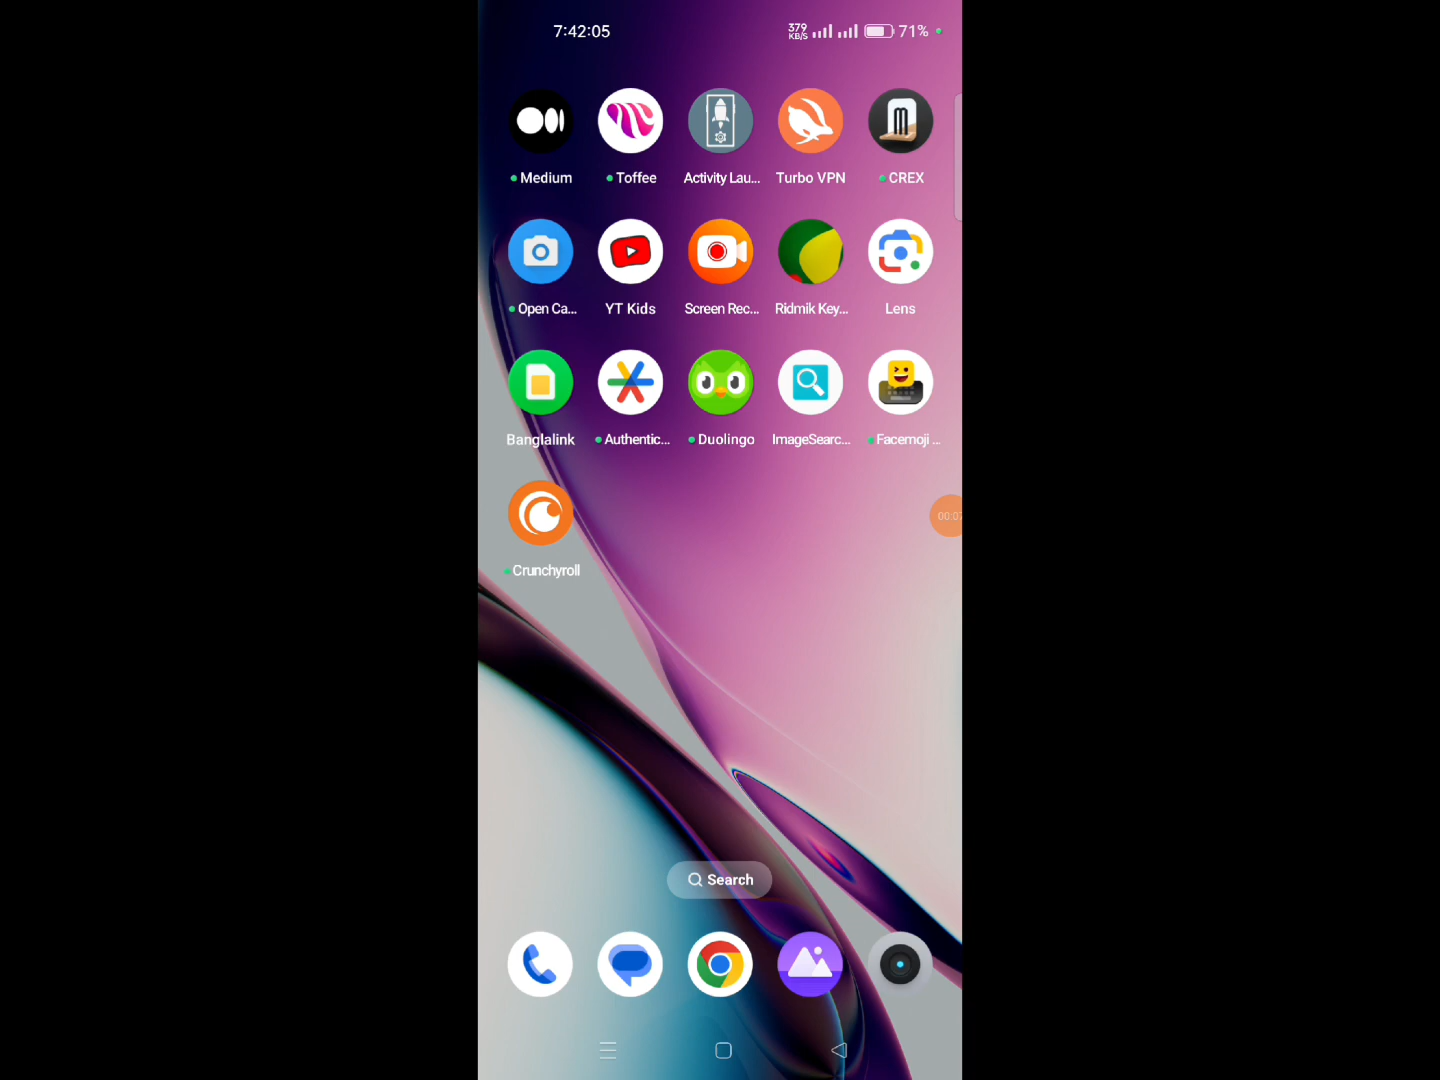 7:42:05
379 KB/S 71%
Medium Toffee Activity Lau... Turbo VPN CREX
Open Ca... YT Kids Screen Rec... Ridmik Key... Lens
Banglalink Authentic... Duolingo ImageSearc... Facemoji ...
Crunchyroll
Search